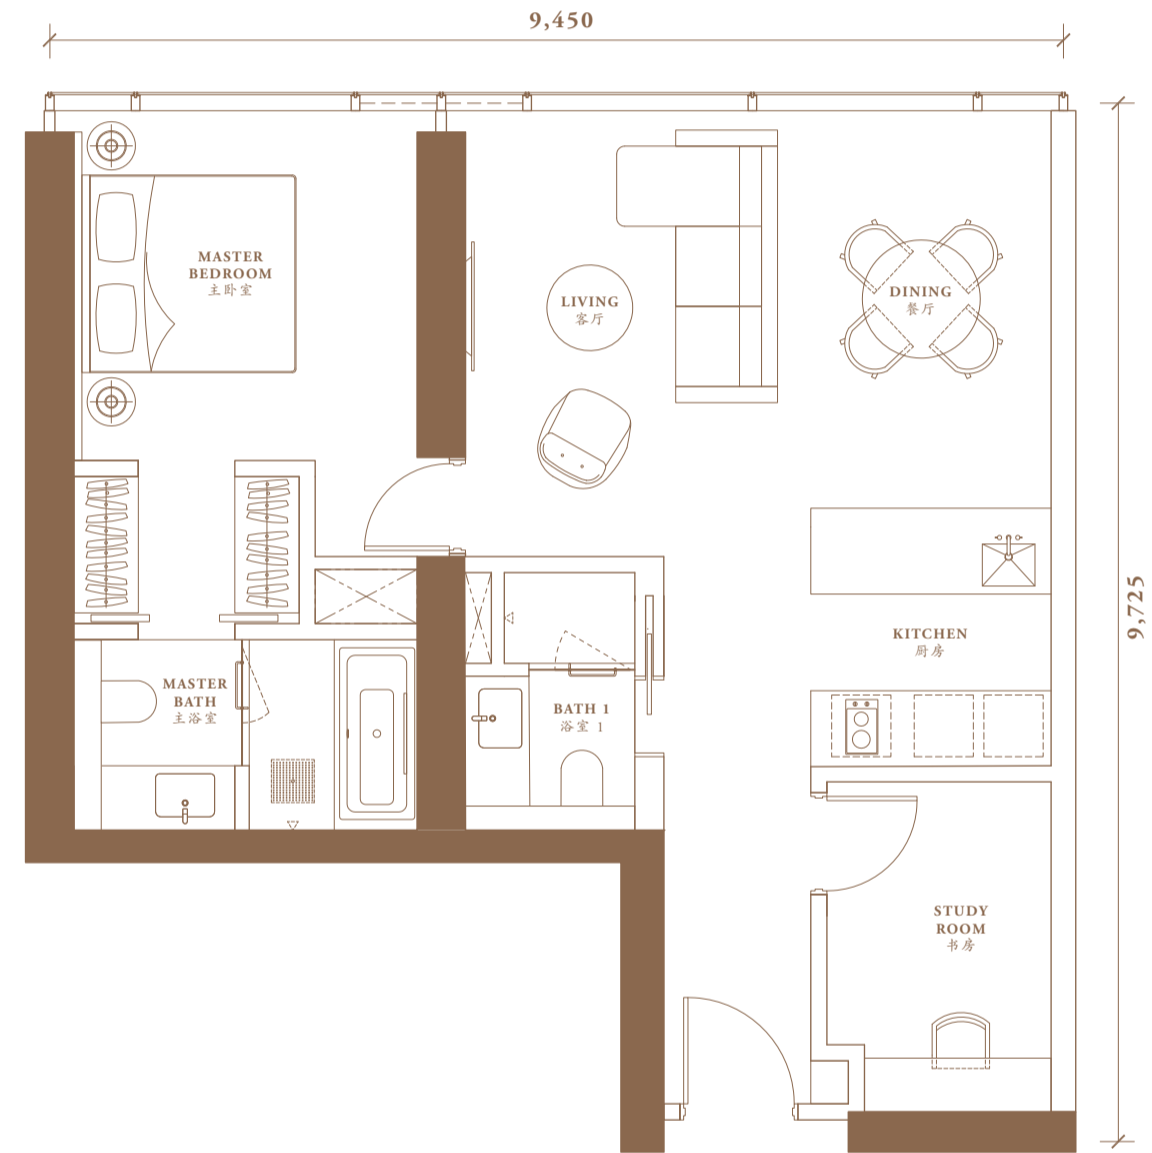 9,450
MASTER
BEDROOM
主卧室
LIVING
客厅
DINING
餐厅
9,725
KITCHEN
厨房
MASTER
BATH
主浴室
BATH 1
浴室 1
STUDY
ROOM
书房